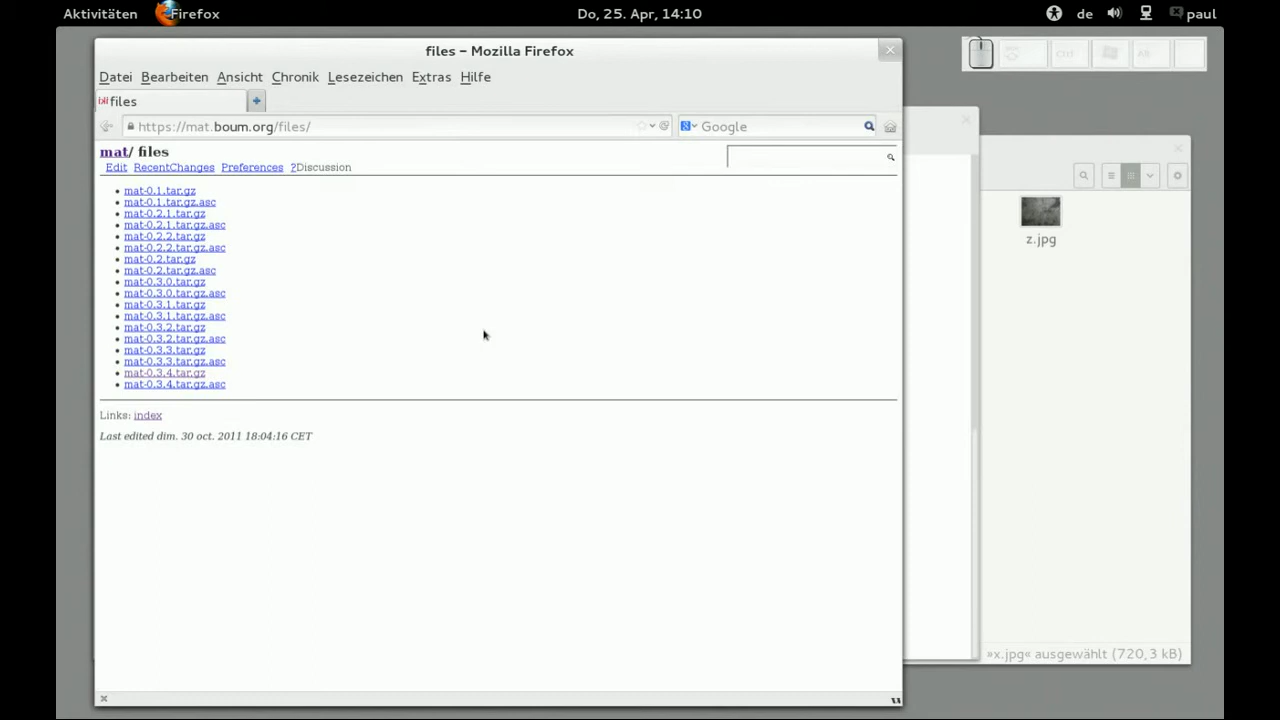 Aktivitäten Firefox Do, 25. Apr, 14:10 de paul
files – Mozilla Firefox
Datei Bearbeiten Ansicht Chronik Lesezeichen Extras Hilfe
files
https://mat.boum.org/files/ Google
mat/ files
Edit RecentChanges Preferences ?Discussion
mat-0.1.tar.gz
mat-0.1.tar.gz.asc
mat-0.2.1.tar.gz
mat-0.2.1.tar.gz.asc
mat-0.2.2.tar.gz
mat-0.2.2.tar.gz.asc
mat-0.2.tar.gz
mat-0.2.tar.gz.asc
mat-0.3.0.tar.gz
mat-0.3.0.tar.gz.asc
mat-0.3.1.tar.gz
mat-0.3.1.tar.gz.asc
mat-0.3.2.tar.gz
mat-0.3.2.tar.gz.asc
mat-0.3.3.tar.gz
mat-0.3.3.tar.gz.asc
mat-0.3.4.tar.gz
mat-0.3.4.tar.gz.asc
Links: index
Last edited dim. 30 oct. 2011 18:04:16 CET
Ctrl
z.jpg
»x.jpg« ausgewählt (720,3 kB)